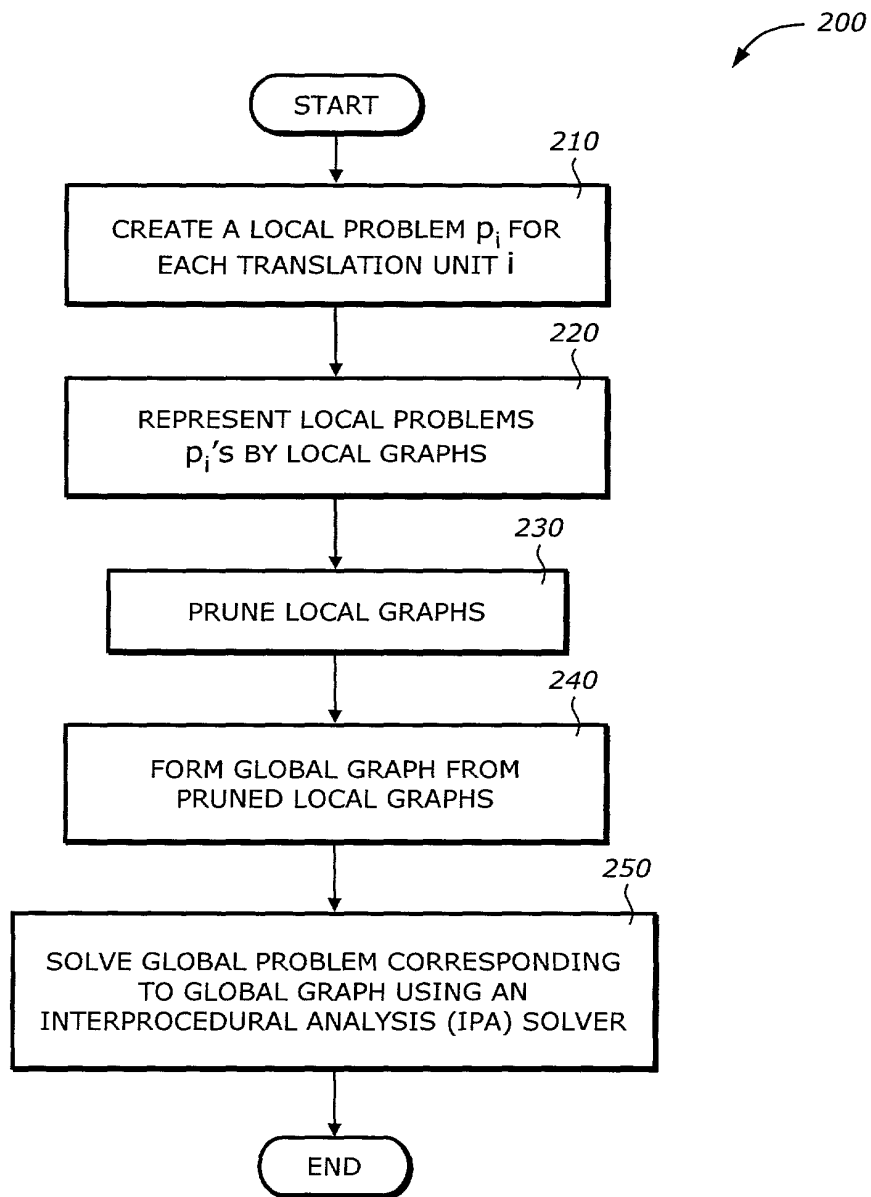 200
START
210
CREATE A LOCAL PROBLEM pi FOR
EACH TRANSLATION UNIT i
220
REPRESENT LOCAL PROBLEMS
pi's BY LOCAL GRAPHS
230
PRUNE LOCAL GRAPHS
240
FORM GLOBAL GRAPH FROM
PRUNED LOCAL GRAPHS
250
SOLVE GLOBAL PROBLEM CORRESPONDING
TO GLOBAL GRAPH USING AN
INTERPROCEDURAL ANALYSIS (IPA) SOLVER
END